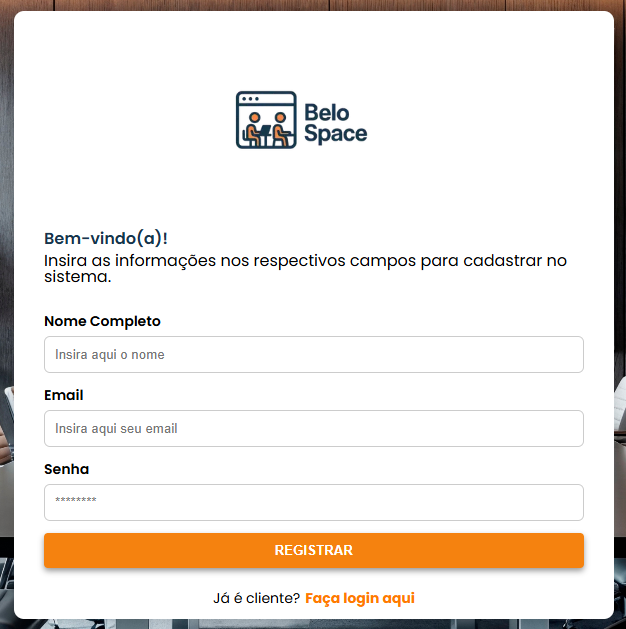 Belo
Space
Bem-vindo(a)!
Insira as informações nos respectivos campos para cadastrar no
sistema.
Nome Completo
Insira aqui o nome
Email
Insira aqui seu email
Senha
********
REGISTRAR
Já é cliente? Faça login aqui